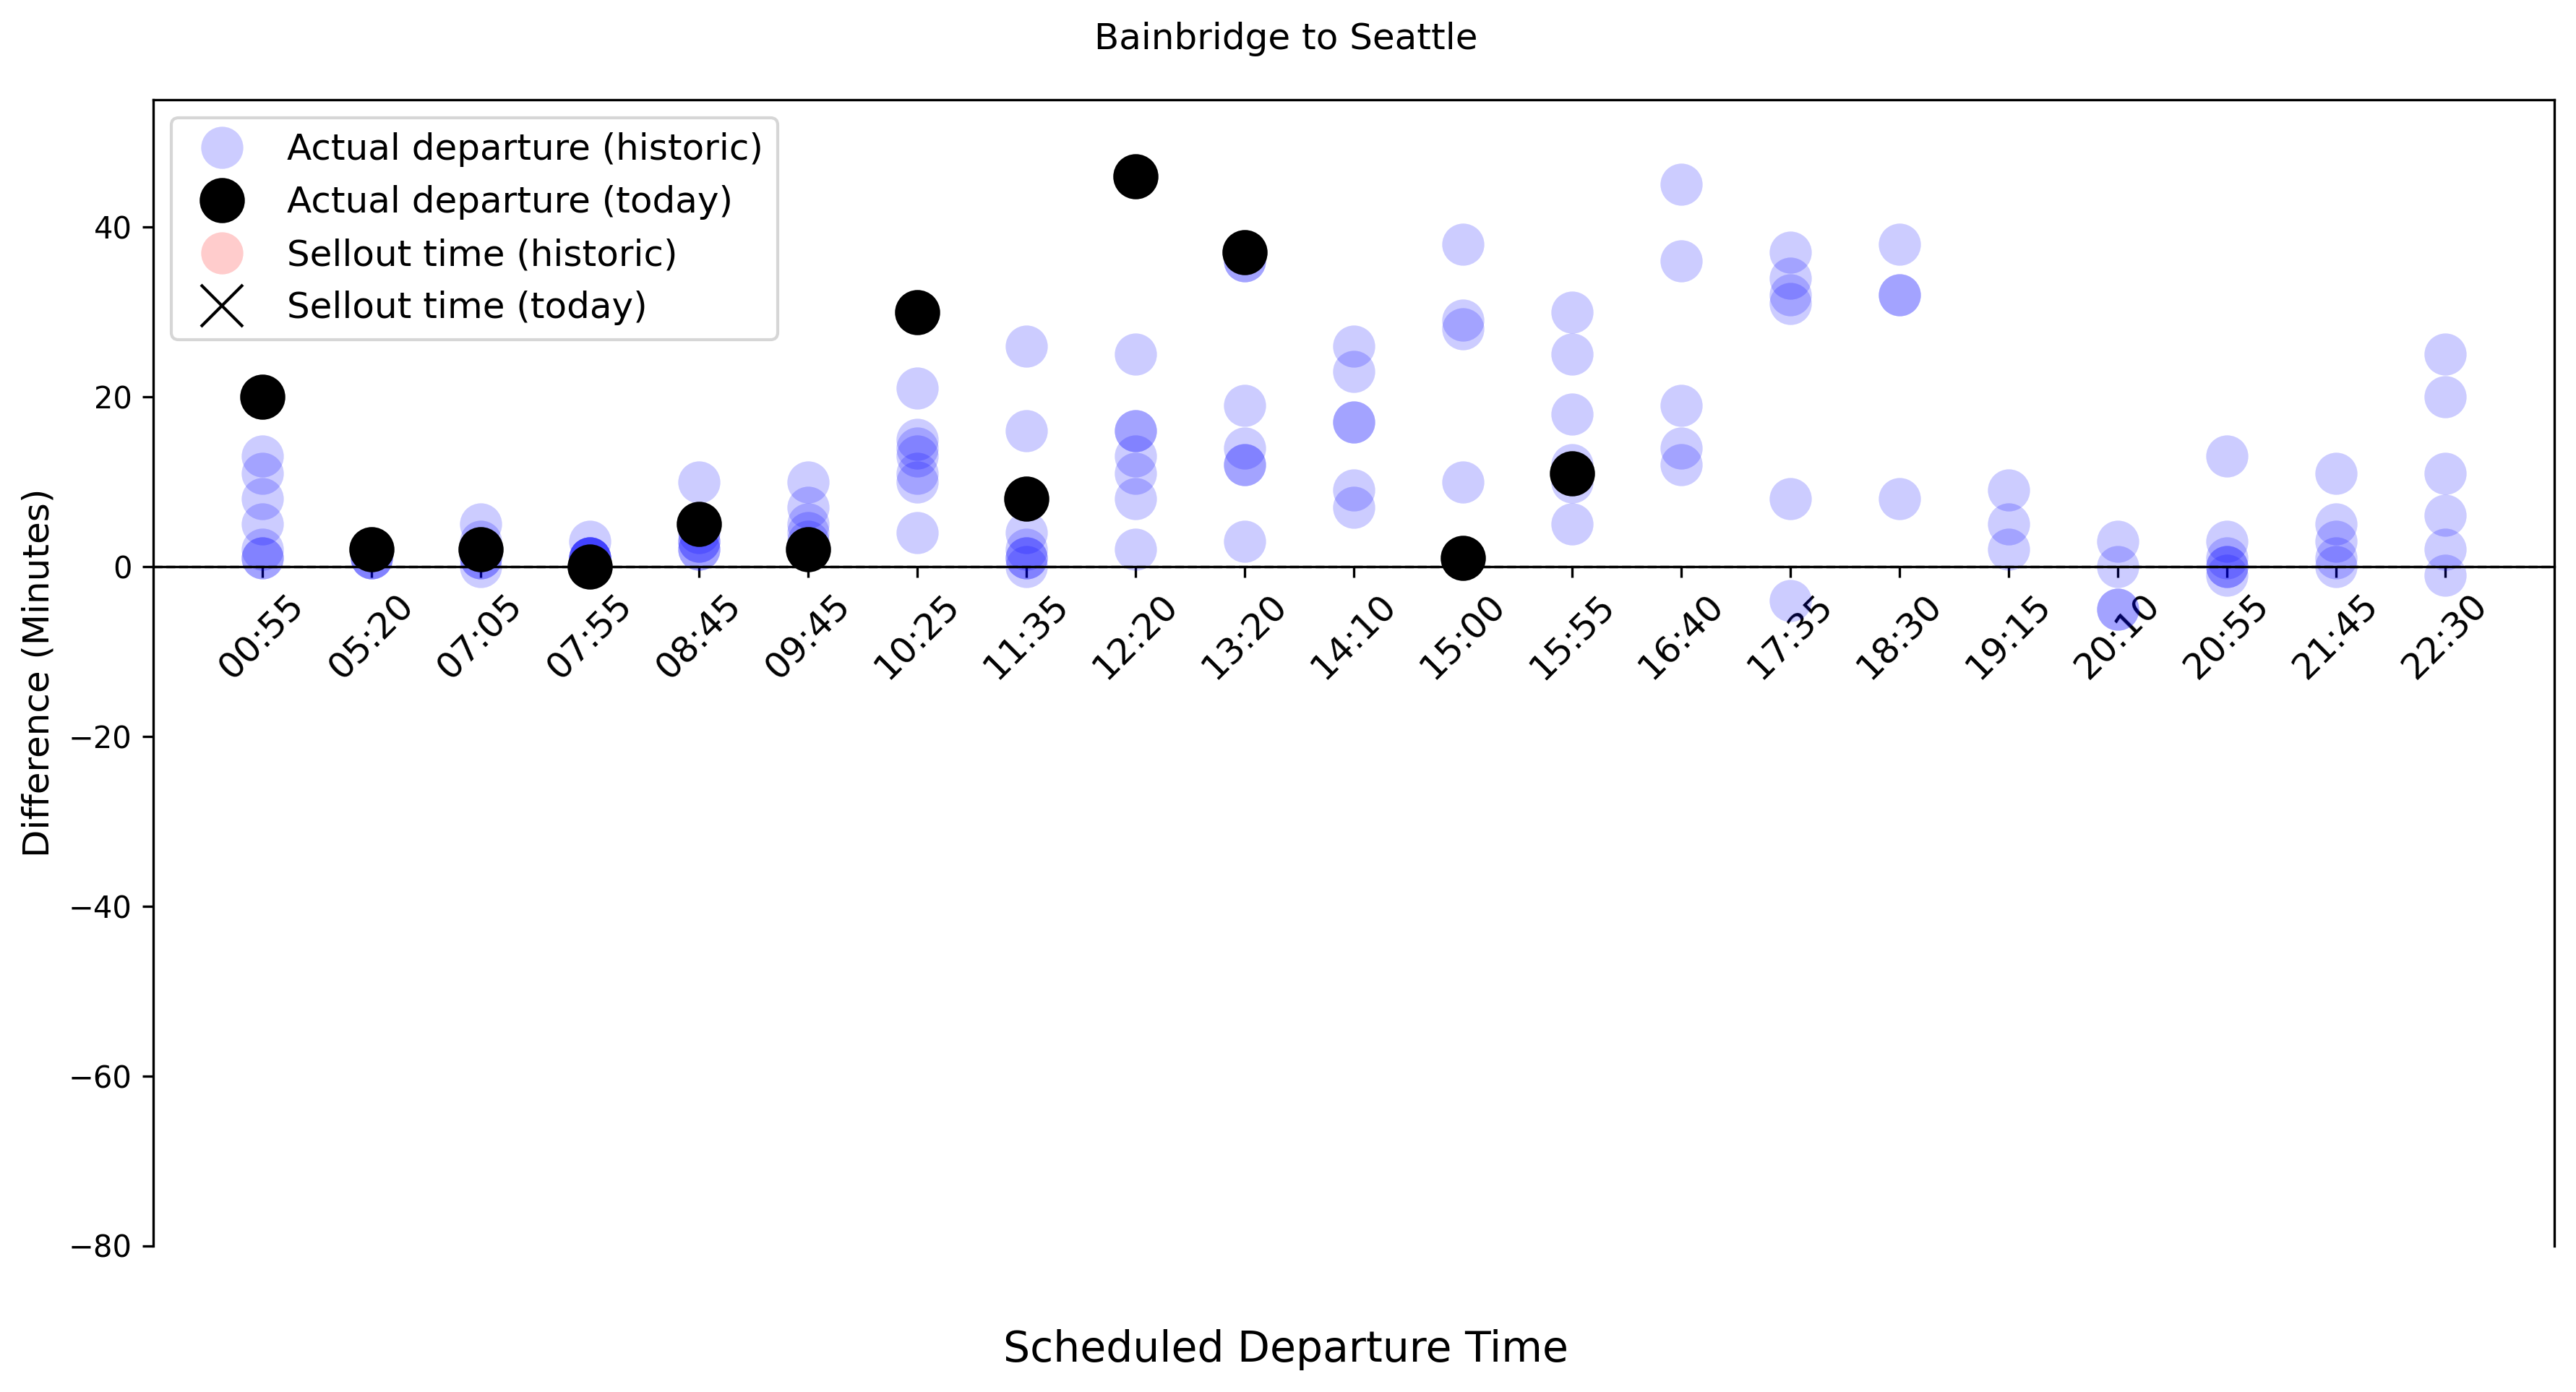 Bainbridge to Seattle
Actual departure (historic)
Actual departure (today)
Sellout time (historic)
Sellout time (today)
Difference (Minutes)
40
20
0
−20
−40
−60
−80
00:55 05:20 07:05 07:55 08:45 09:45 10:25 11:35 12:20 13:20 14:10 15:00 15:55 16:40 17:35 18:30 19:15 20:10 20:55 21:45 22:30
Scheduled Departure Time